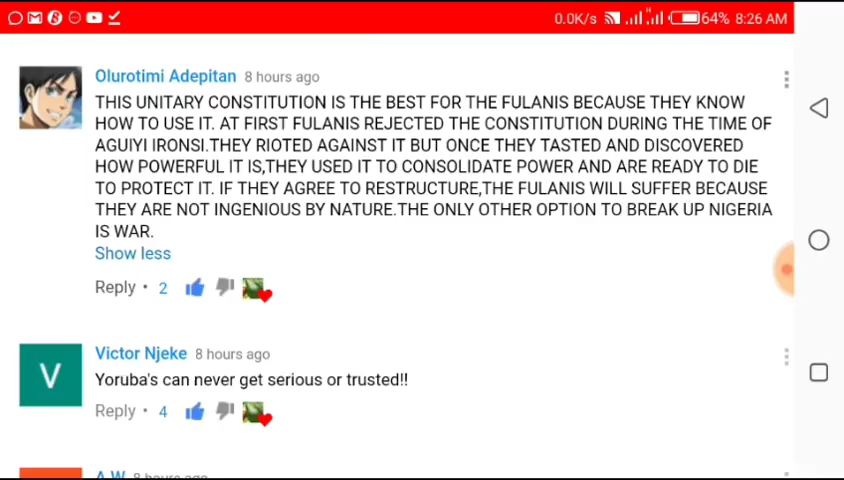 0.0K/s 64% 8:26 AM
Olurotimi Adepitan 8 hours ago
THIS UNITARY CONSTITUTION IS THE BEST FOR THE FULANIS BECAUSE THEY KNOW
HOW TO USE IT. AT FIRST FULANIS REJECTED THE CONSTITUTION DURING THE TIME OF
AGUIYI IRONSI.THEY RIOTED AGAINST IT BUT ONCE THEY TASTED AND DISCOVERED
HOW POWERFUL IT IS,THEY USED IT TO CONSOLIDATE POWER AND ARE READY TO DIE
TO PROTECT IT. IF THEY AGREE TO RESTRUCTURE,THE FULANIS WILL SUFFER BECAUSE
THEY ARE NOT INGENIOUS BY NATURE.THE ONLY OTHER OPTION TO BREAK UP NIGERIA
IS WAR.
Show less
Reply • 2
V
Victor Njeke 8 hours ago
Yoruba's can never get serious or trusted!!
Reply • 4
A W 8 hours ago